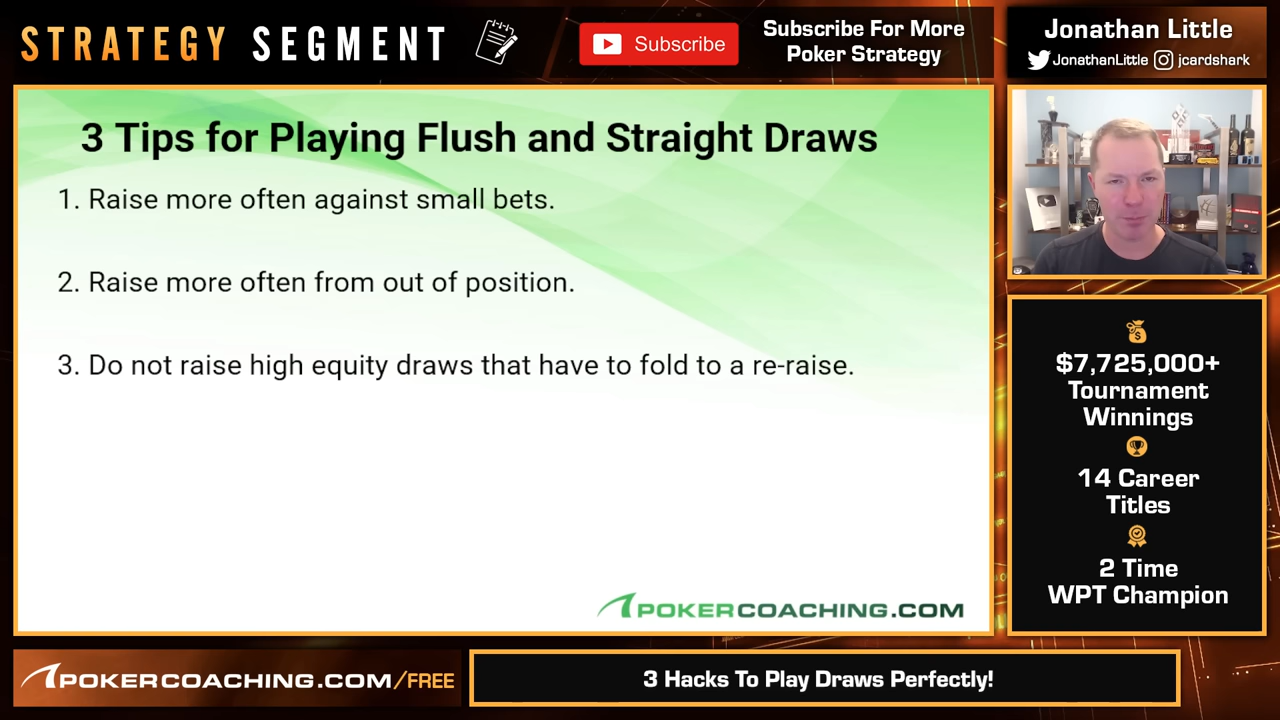 STRATEGY SEGMENT
Subscribe
Subscribe For More
Poker Strategy
Jonathan Little
JonathanLittle jcardshark
3 Tips for Playing Flush and Straight Draws
1. Raise more often against small bets.
2. Raise more often from out of position.
3. Do not raise high equity draws that have to fold to a re-raise.
POKERCOACHING.COM
$7,725,000+
Tournament
Winnings
14 Career
Titles
2 Time
WPT Champion
POKERCOACHING.COM/FREE
3 Hacks To Play Draws Perfectly!